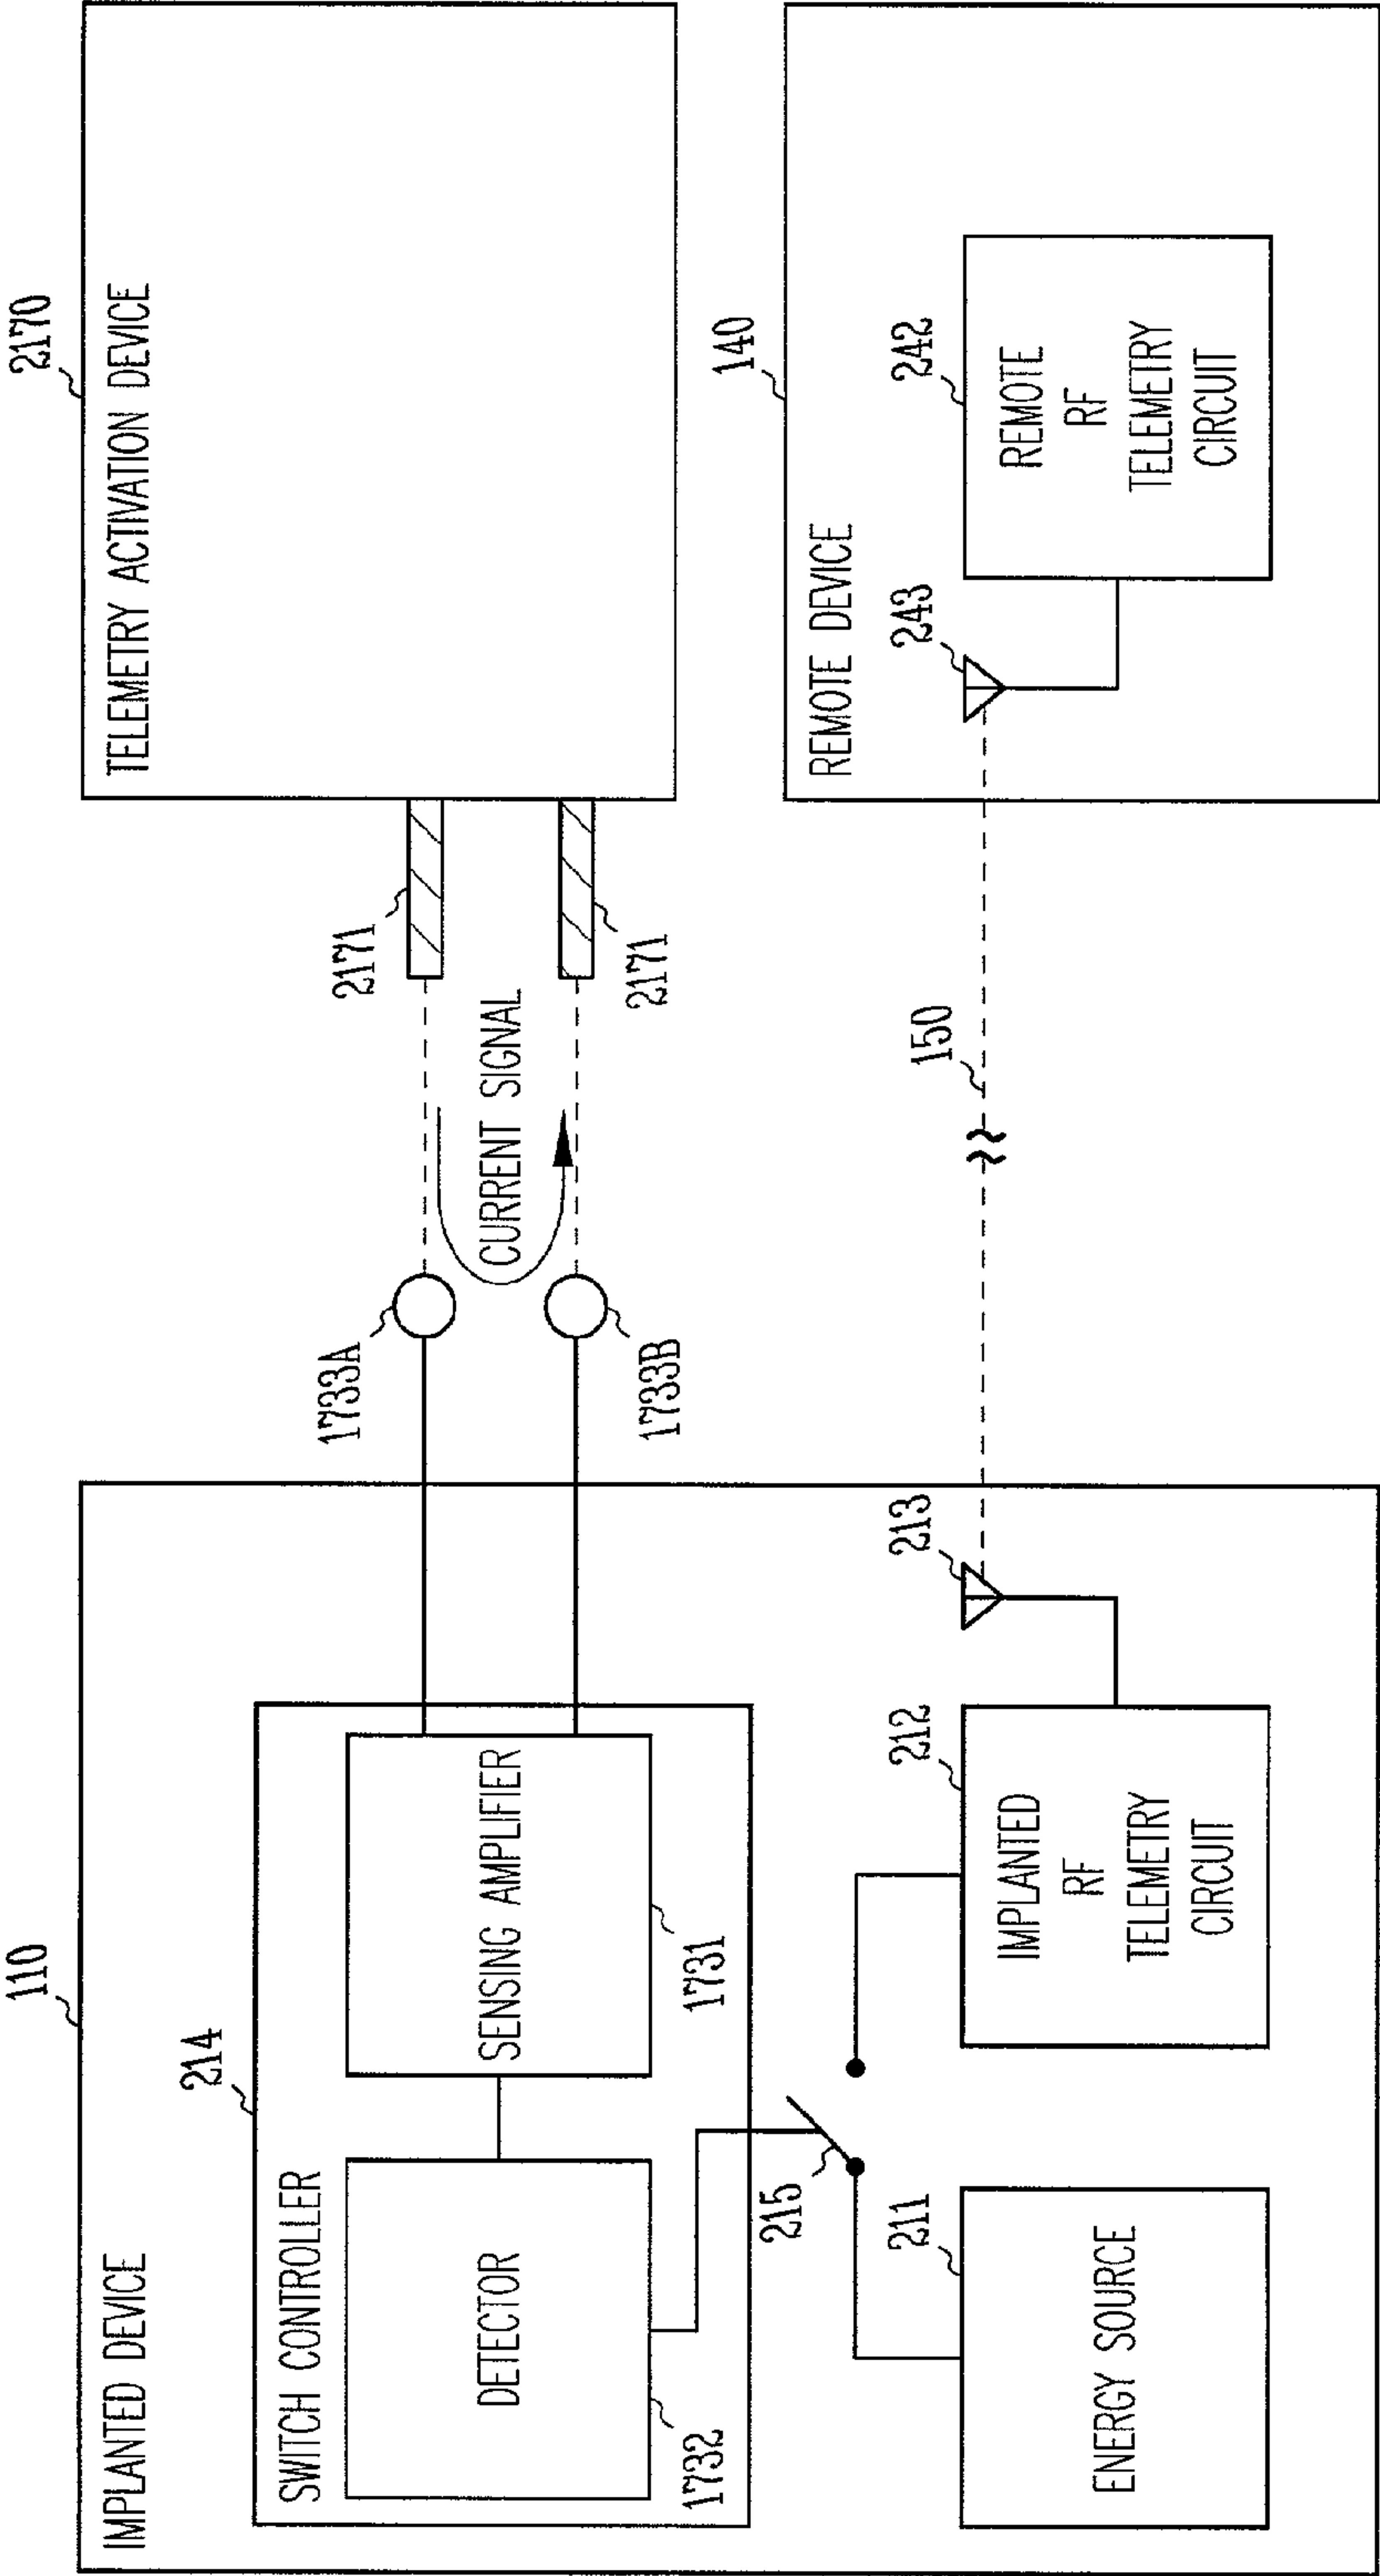 110
IMPLANTED DEVICE
214
SWITCH CONTROLLER
DETECTOR
1732
SENSING AMPLIFIER
1731
215
211
ENERGY SOURCE
212
IMPLANTED
RF
TELEMETRY
CIRCUIT
213
1733A
1733B
CURRENT SIGNAL
2171
2171
2170
TELEMETRY ACTIVATION DEVICE
150
140
REMOTE DEVICE
243
242
REMOTE
RF
TELEMETRY
CIRCUIT